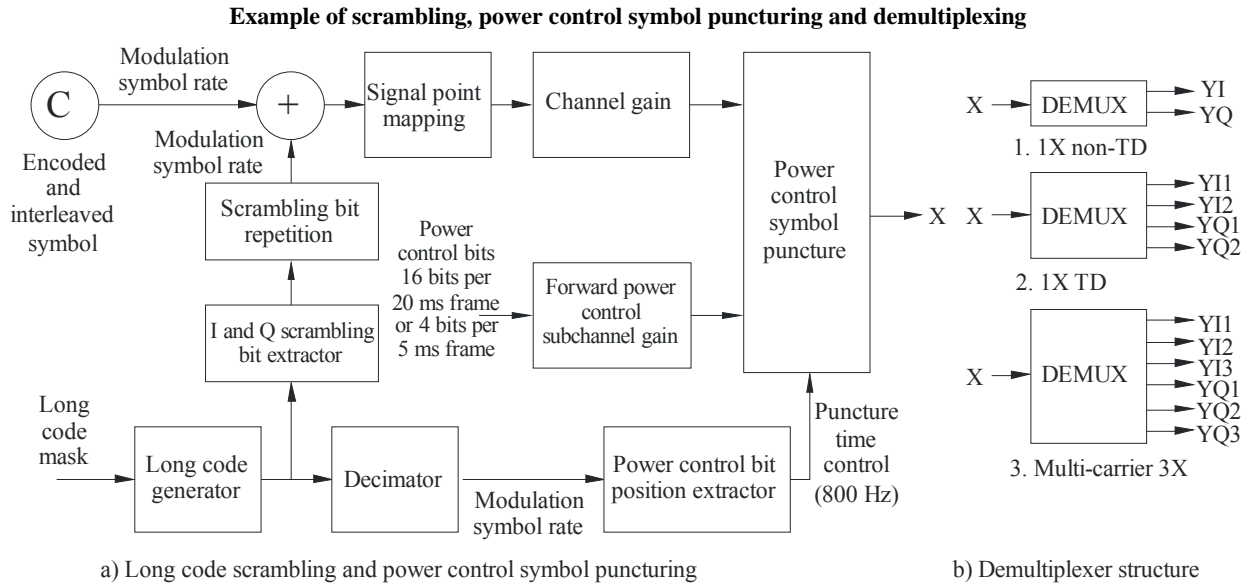 Example of scrambling, power control symbol puncturing and demultiplexing
C
Encoded
and
interleaved
symbol
Modulation
symbol rate
+
Modulation
symbol rate
Signal point
mapping
Channel gain
Scrambling bit
repetition
I and Q scrambling
bit extractor
Power
control bits
16 bits per
20 ms frame
or 4 bits per
5 ms frame
Forward power
control
subchannel gain
Power
control
symbol
puncture
X
Long
code
mask
Long code
generator
Decimator
Modulation
symbol rate
Power control bit
position extractor
Puncture
time
control
(800 Hz)
a) Long code scrambling and power control symbol puncturing
X
DEMUX
YI
YQ
1. 1X non-TD
X
DEMUX
YI1
YI2
YQ1
YQ2
2. 1X TD
X
DEMUX
YI1
YI2
YI3
YQ1
YQ2
YQ3
3. Multi-carrier 3X
b) Demultiplexer structure